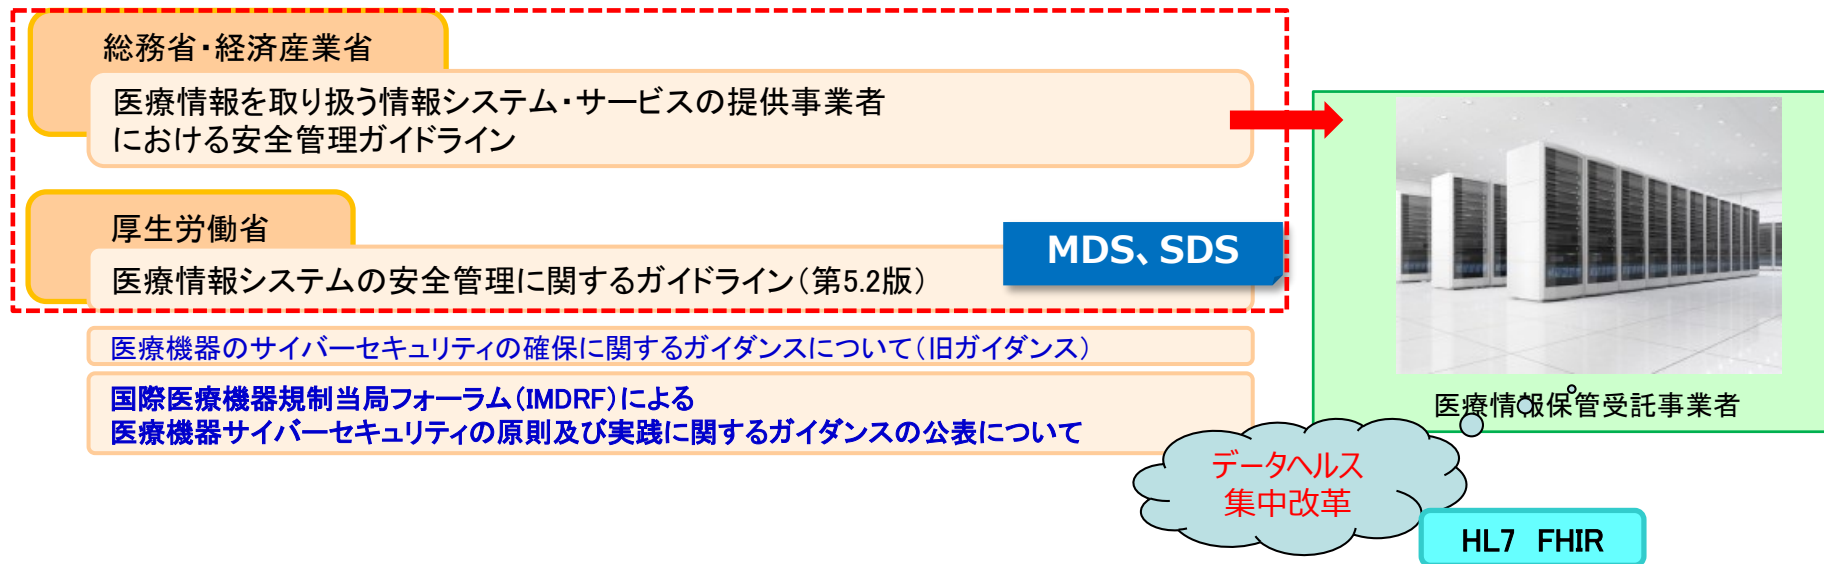 総務省・経済産業省
医療情報を取り扱う情報システム・サービスの提供事業者
における安全管理ガイドライン
厚生労働省
MDS、SDS
医療情報システムの安全管理に関するガイドライン（第5.2版）
医療機器のサイバーセキュリティの確保に関するガイダンスについて（旧ガイダンス）
国際医療機器規制当局フォーラム（IMDRF）による
医療機器サイバーセキュリティの原則及び実践に関するガイダンスの公表について
医療情報保管受託事業者
データヘルス
集中改革
HL7 FHIR